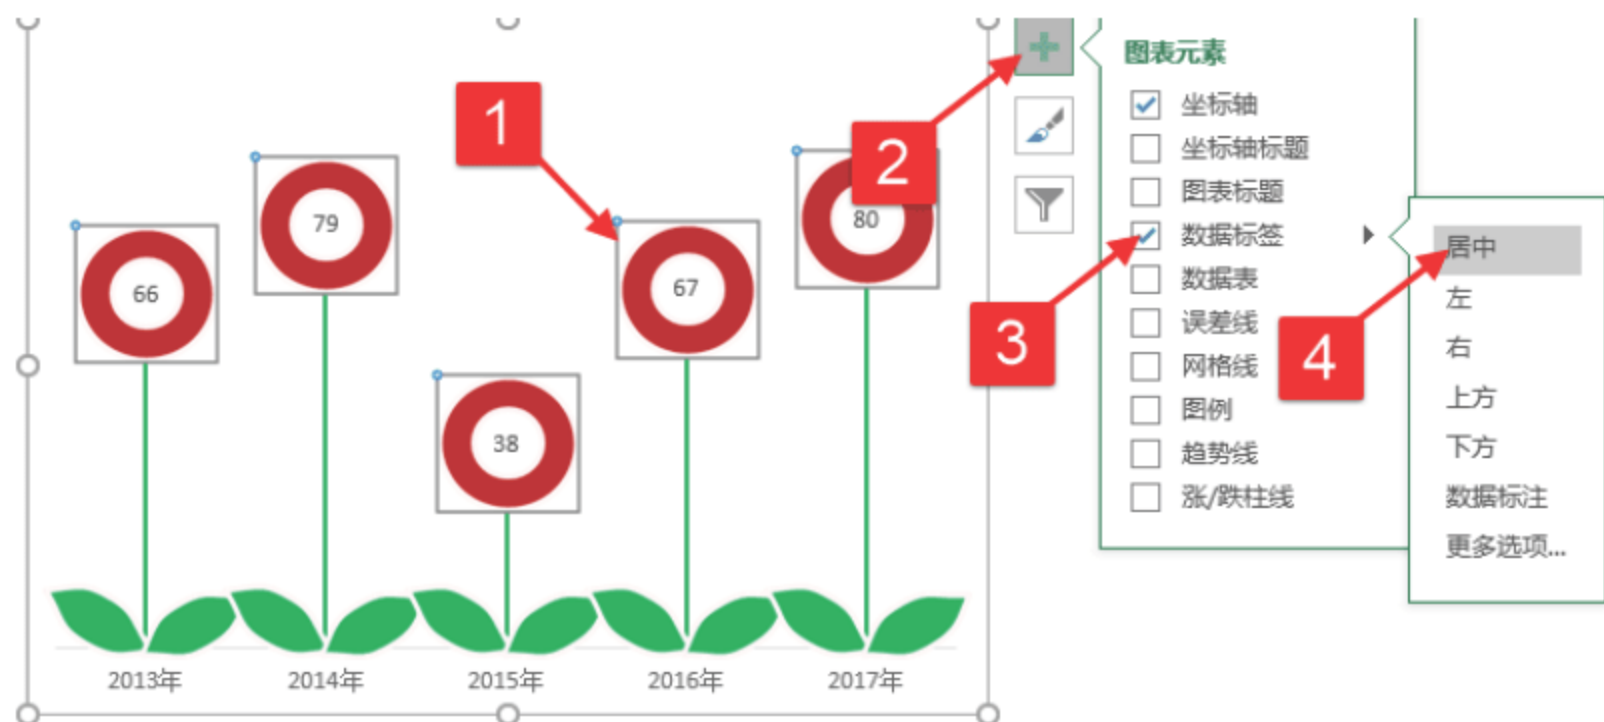 1
2
3
4
79
80
66
67
38
2013年
2014年
2015年
2016年
2017年
图表元素
坐标轴
坐标轴标题
图表标题
数据标签
数据表
误差线
网格线
图例
趋势线
涨/跌柱线
居中
左
右
上方
下方
数据标注
更多选项...